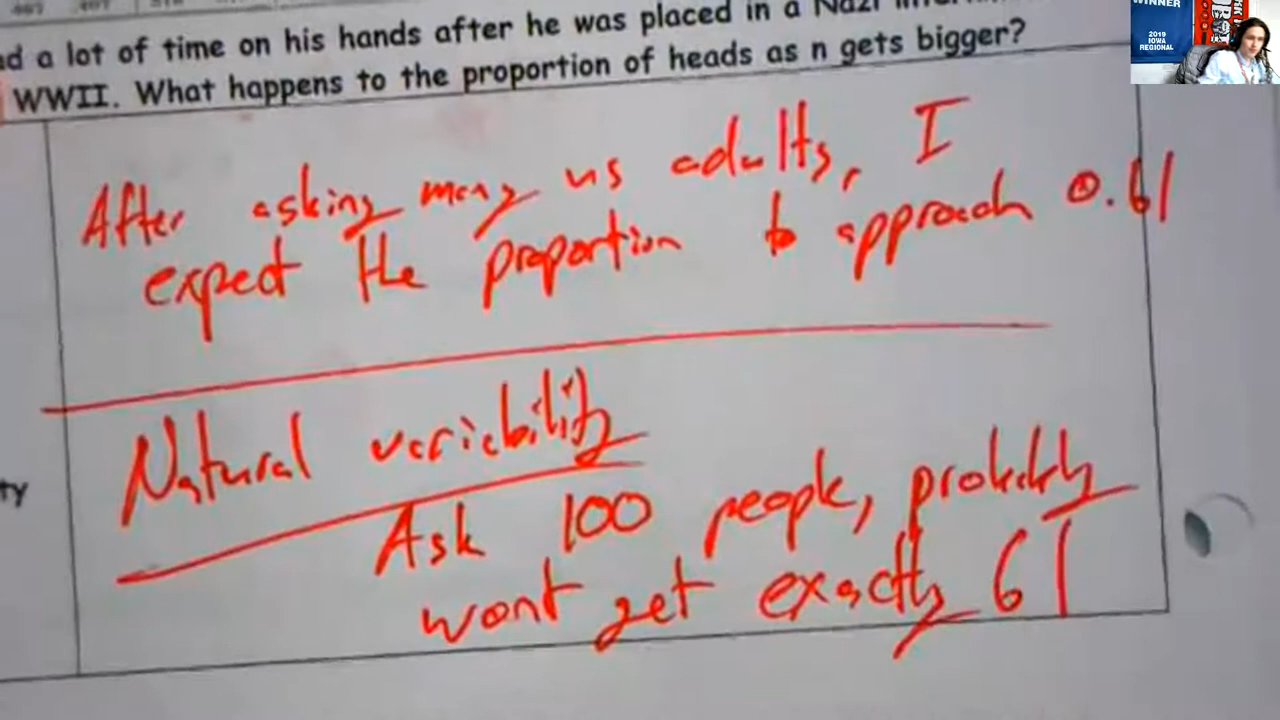 ad a lot of time on his hands after he was placed in a Nazi
WWII. What happens to the proportion of heads as n gets bigger?
After asking many us adults, I
expect the proportion to approach 0.61
Natural variability
ty
Ask 100 people, probably
wont get exactly 61
WINNER
2019
IOWA
REGIONAL